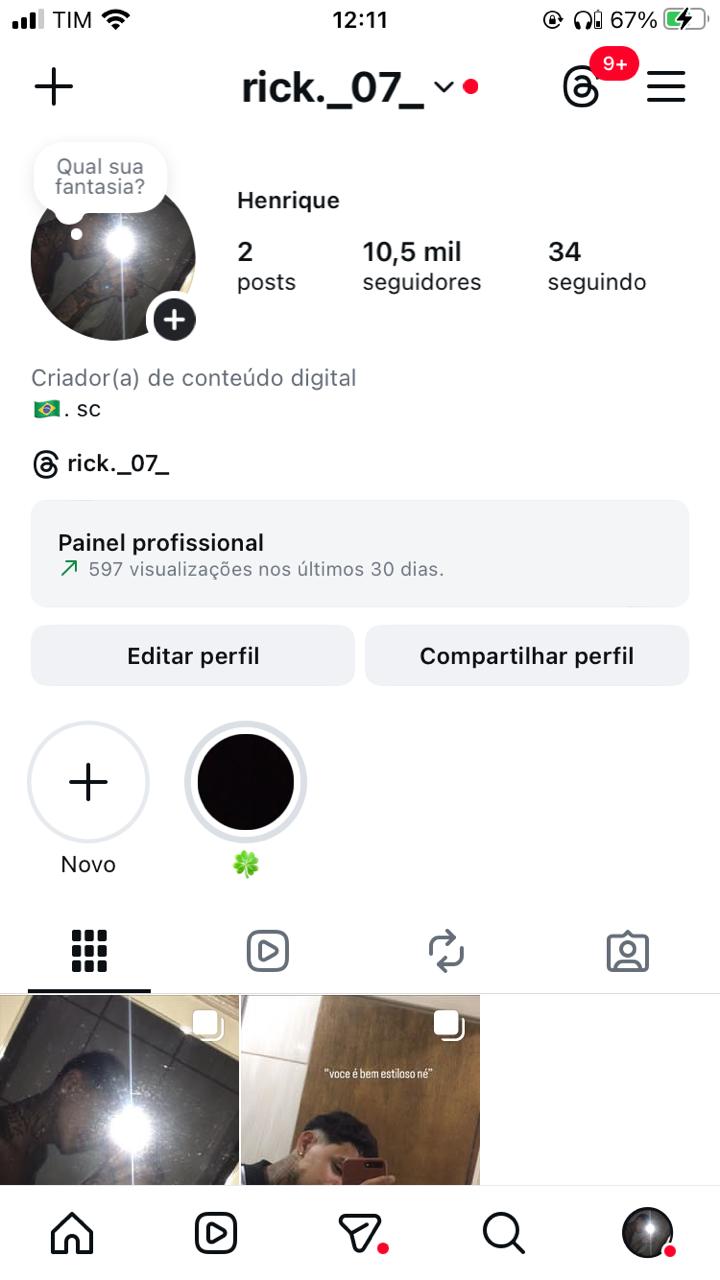 TIM
12:11
67%
rick._07_
9+
Qual sua
fantasia?
Henrique
2
posts
10,5 mil
seguidores
34
seguindo
Criador(a) de conteúdo digital
🇧🇷. sc
rick._07_
Painel profissional
597 visualizações nos últimos 30 dias.
Editar perfil
Compartilhar perfil
Novo
🍀
"voce é bem estiloso né"